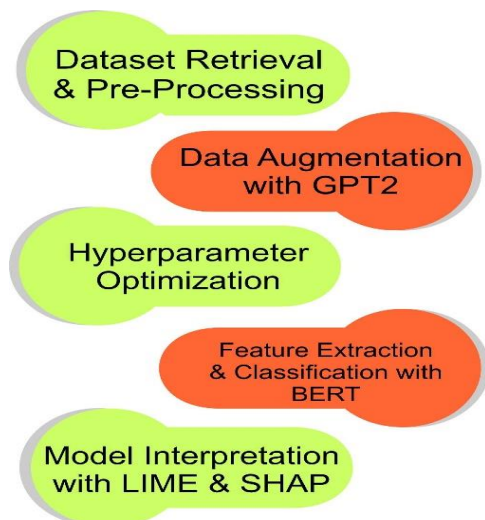 Dataset Retrieval
& Pre-Processing
Data Augmentation
with GPT2
Hyperparameter
Optimization
Feature Extraction
& Classification with
BERT
Model Interpretation
with LIME & SHAP